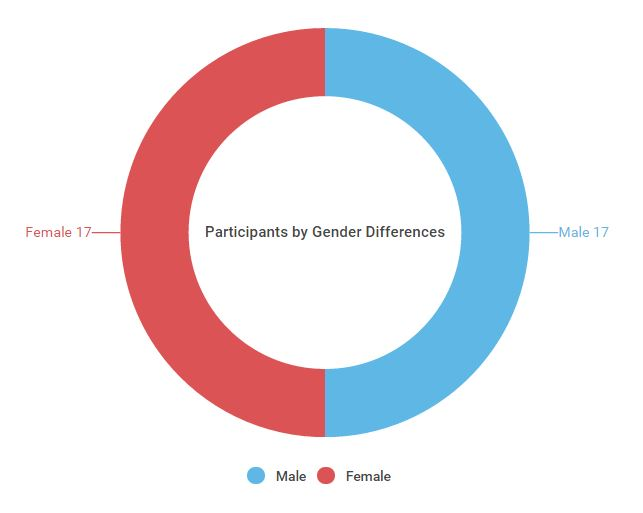 Female 17
Participants by Gender Differences
Male 17
Male
Female